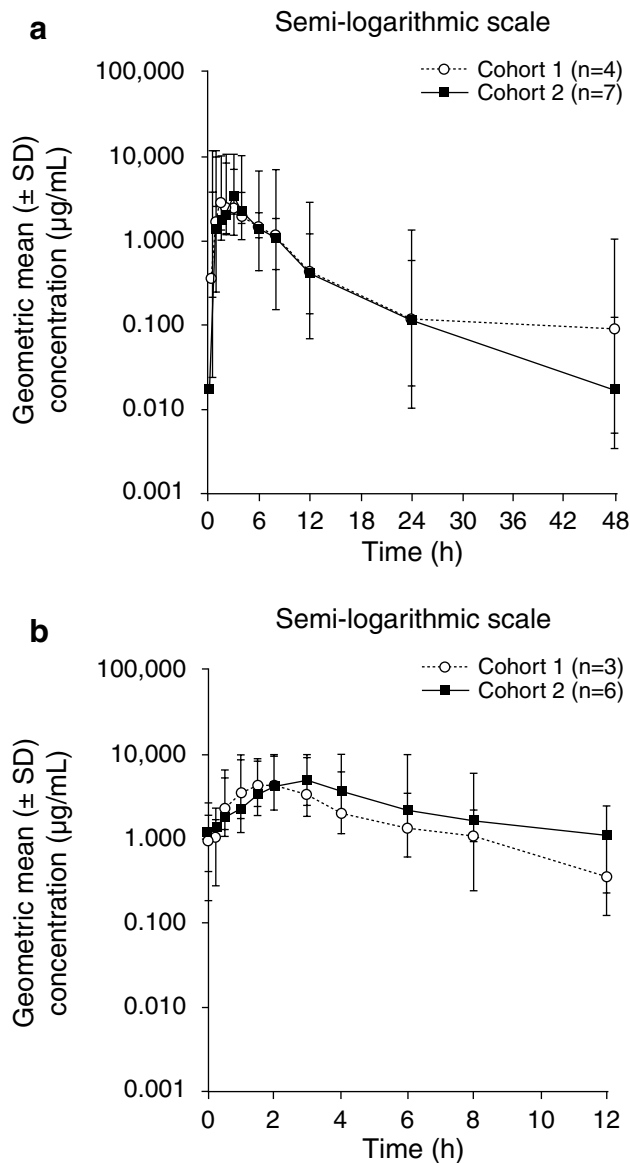 a
Semi-logarithmic scale
Cohort 1 (n=4)
Cohort 2 (n=7)
Geometric mean (± SD)
concentration (µg/mL)
100,000
10,000
1.000
0.100
0.010
0.001
0 6 12 18 24 30 36 42 48
Time (h)
b
Semi-logarithmic scale
Cohort 1 (n=3)
Cohort 2 (n=6)
Geometric mean (± SD)
concentration (µg/mL)
100,000
10,000
1.000
0.100
0.010
0.001
0 2 4 6 8 10 12
Time (h)